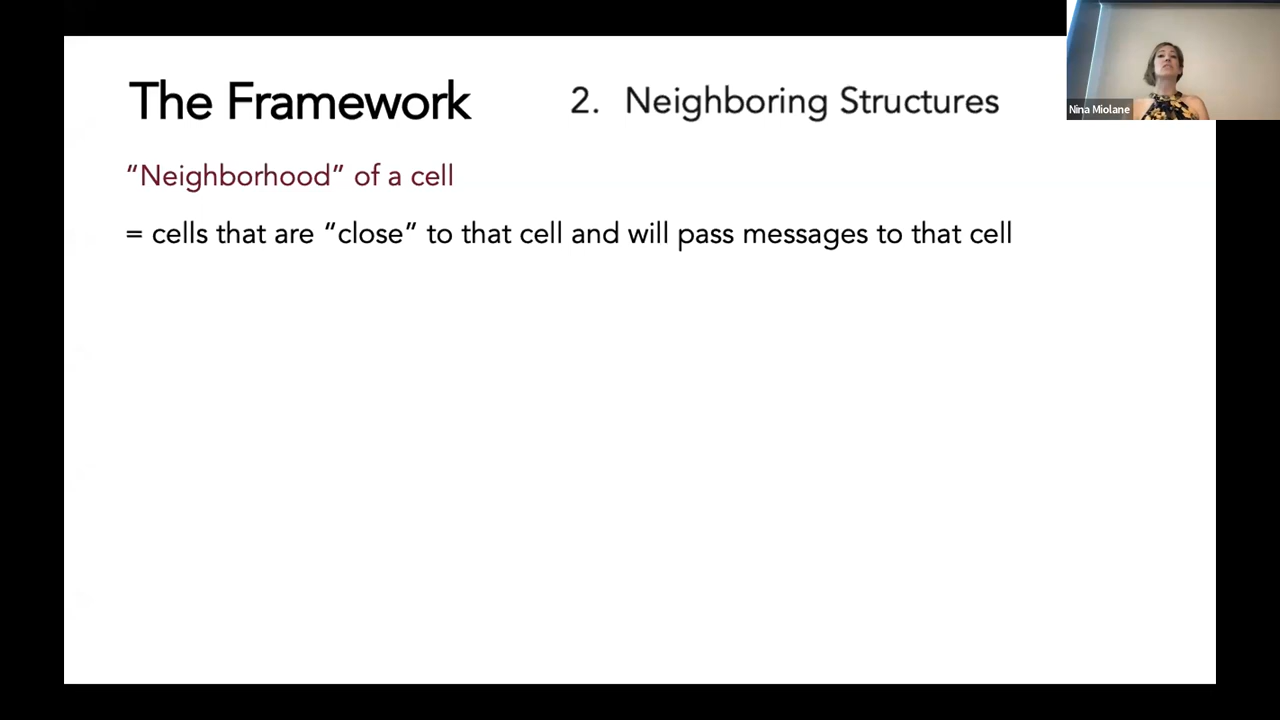 The Framework
2. Neighboring Structures
Nina Miolane
“Neighborhood” of a cell
= cells that are “close” to that cell and will pass messages to that cell